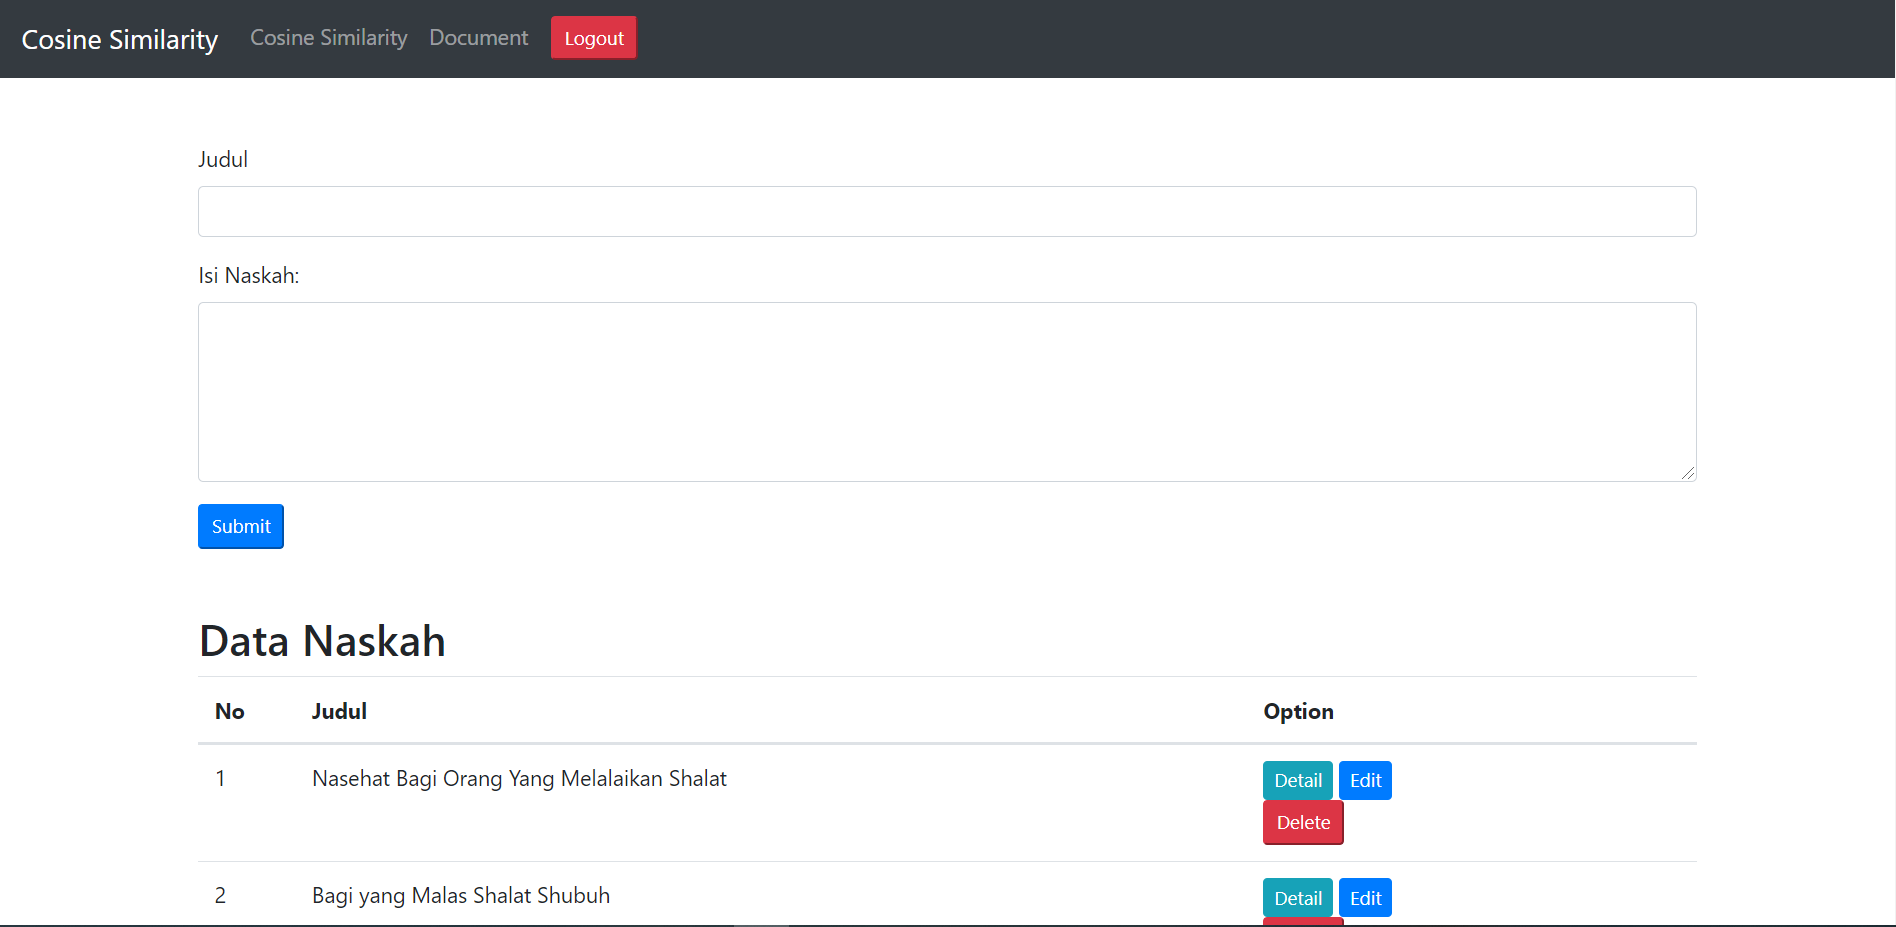 Cosine Similarity Cosine Similarity Document Logout
Judul
Isi Naskah:
Submit
Data Naskah
No Judul Option
1 Nasehat Bagi Orang Yang Melalaikan Shalat Detail Edit
Delete
2 Bagi yang Malas Shalat Shubuh Detail Edit